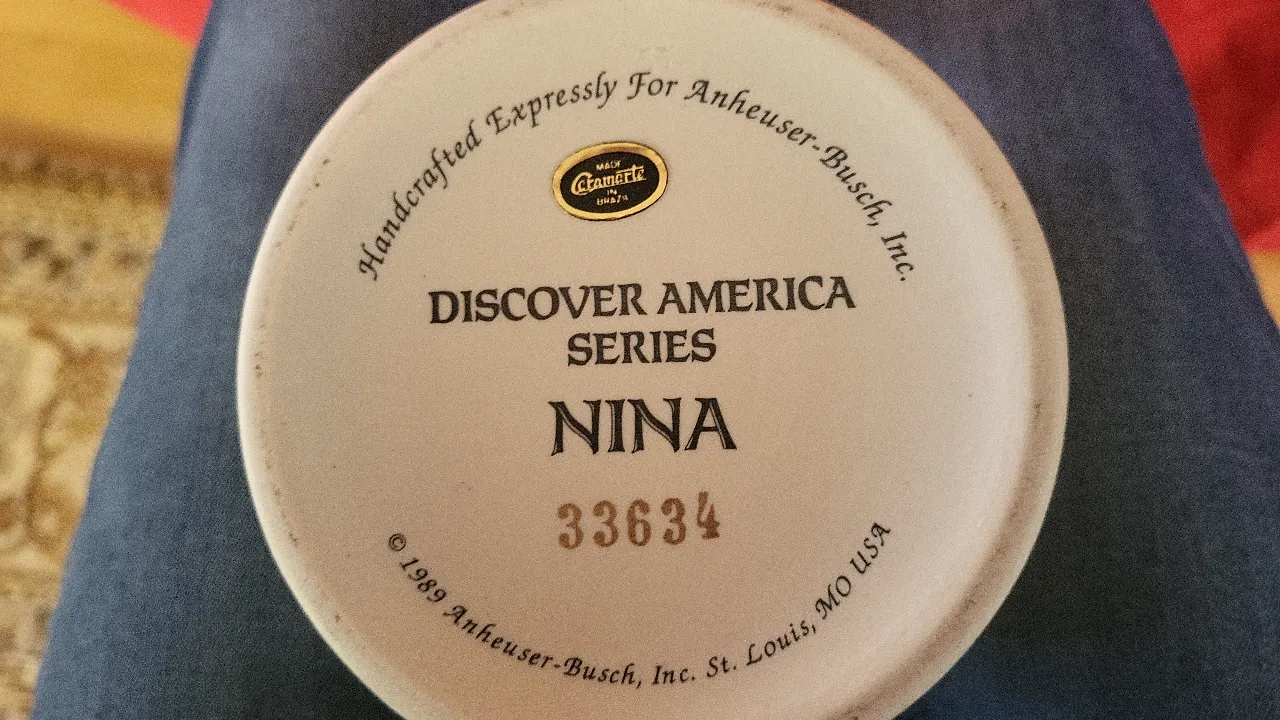 Handcrafted Expressly For Anheuser-Busch, Inc.
MADE
Ceramarte
IN
BRAZIL
DISCOVER AMERICA
SERIES
NINA
33634
© 1989 Anheuser-Busch, Inc. St. Louis, MO USA